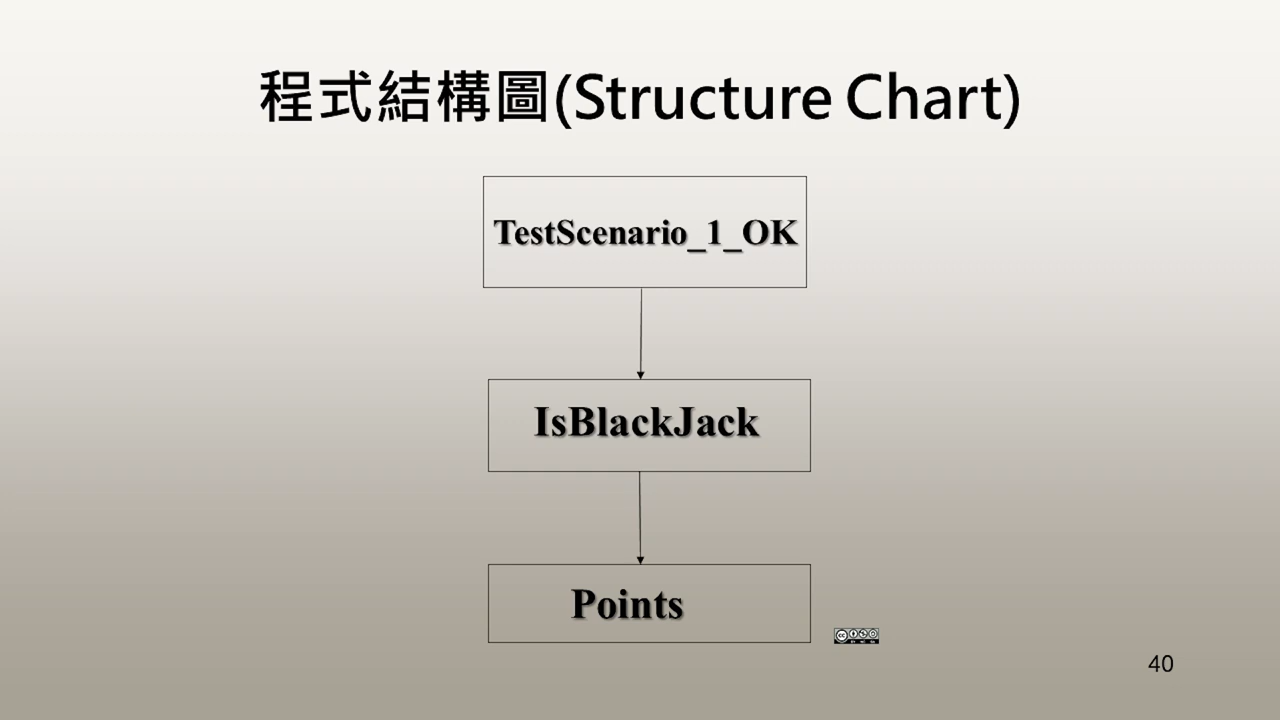 程式結構圖(Structure Chart)
TestScenario_1_OK
IsBlackJack
Points
40